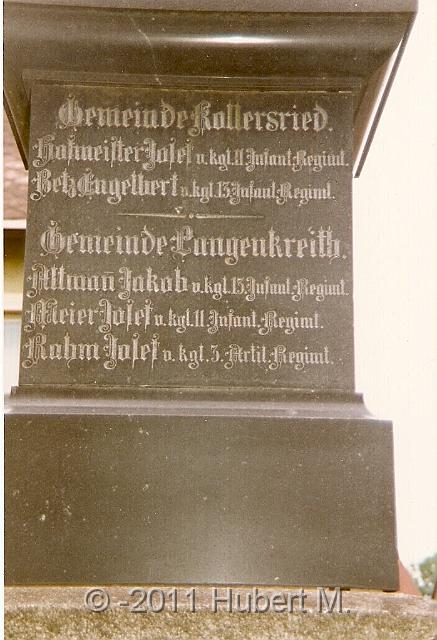 Gemeinde Kollersried.
Hofmeister Josef v. kgl. 11 Infant. Regimt.
Betz Engelbert v. kgl. 13 Infant. Regimt.
Gemeinde Langenkreith.
Altmañ Jakob v. kgl. 13. Infant. Regimt.
Meier Josef v. kgl. 11 Infant. Regimt.
Rahm Josef v. kgl. 3. Artil. Regimt.
© -2011 Hubert M.